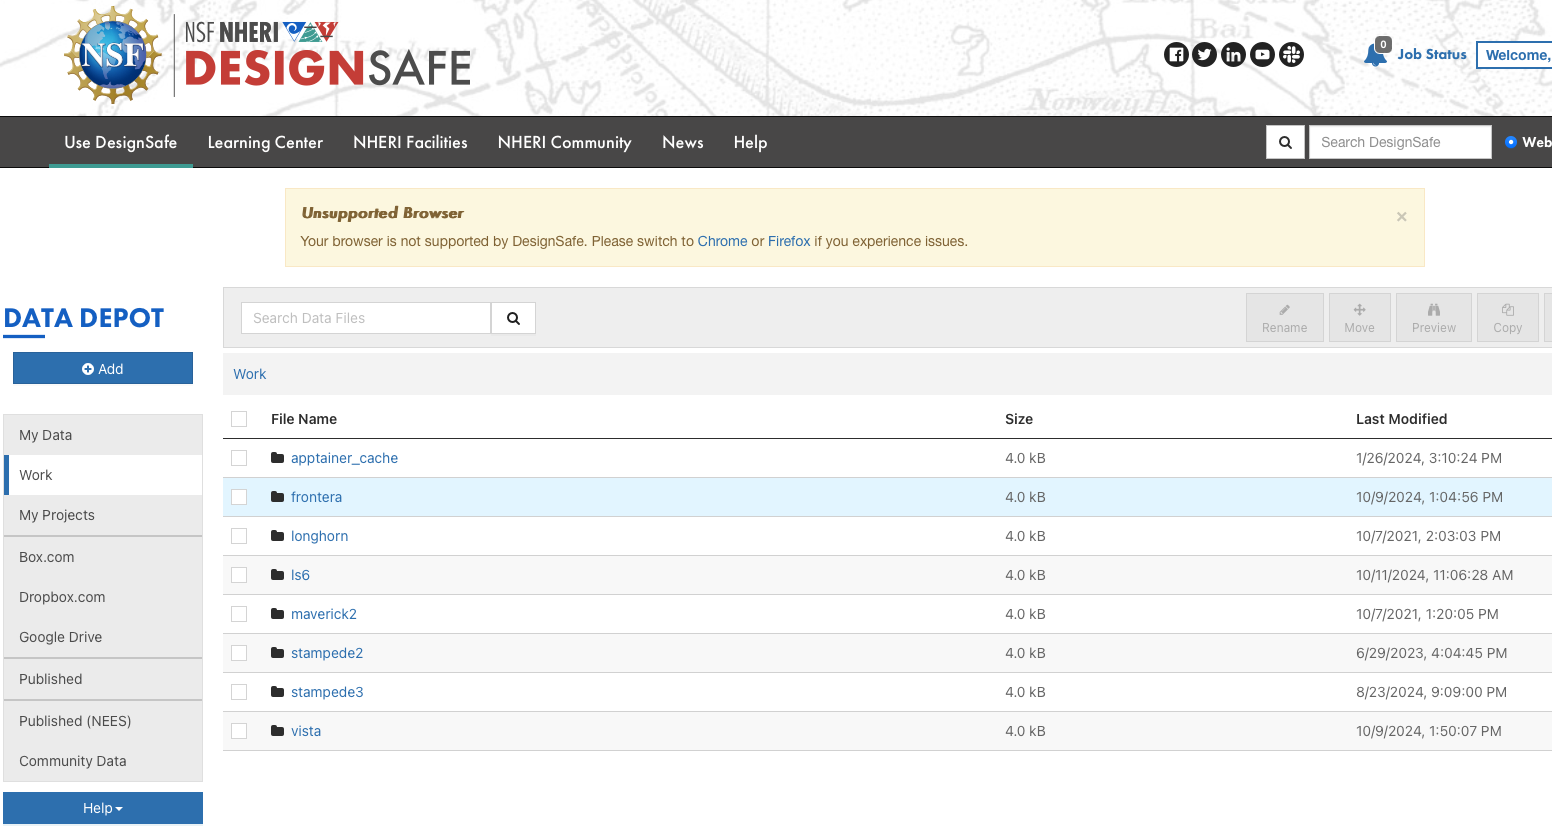 NSF
NSF NHERI
DESIGNSAFE
0
Job Status
Welcome,
Norway H.
Use DesignSafe Learning Center NHERI Facilities NHERI Community News Help
Search DesignSafe
Web
Unsupported Browser
×
Your browser is not supported by DesignSafe. Please switch to Chrome or Firefox if you experience issues.
DATA DEPOT
Add
My Data
Work
My Projects
Box.com
Dropbox.com
Google Drive
Published
Published (NEES)
Community Data
Help
Search Data Files
Rename Move Preview Copy
Work
File Name Size Last Modified
apptainer_cache 4.0 kB 1/26/2024, 3:10:24 PM
frontera 4.0 kB 10/9/2024, 1:04:56 PM
longhorn 4.0 kB 10/7/2021, 2:03:03 PM
ls6 4.0 kB 10/11/2024, 11:06:28 AM
maverick2 4.0 kB 10/7/2021, 1:20:05 PM
stampede2 4.0 kB 6/29/2023, 4:04:45 PM
stampede3 4.0 kB 8/23/2024, 9:09:00 PM
vista 4.0 kB 10/9/2024, 1:50:07 PM